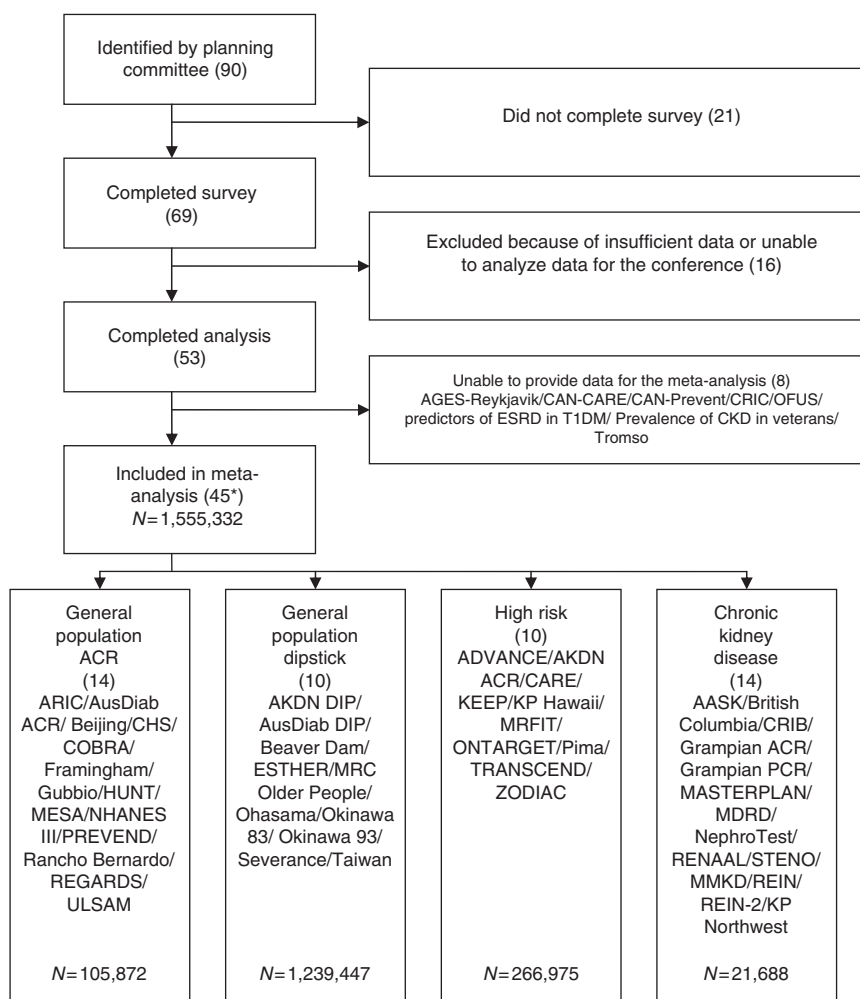 Identified by planning
committee (90)
Did not complete survey (21)
Completed survey
(69)
Excluded because of insufficient data or unable
to analyze data for the conference (16)
Completed analysis
(53)
Unable to provide data for the meta-analysis (8)
AGES-Reykjavik/CAN-CARE/CAN-Prevent/CRIC/OFUS/
predictors of ESRD in T1DM/ Prevalence of CKD in veterans/
Tromso
Included in meta-
analysis (45*)
N=1,555,332
General
population
ACR
(14)
ARIC/AusDiab
ACR/ Beijing/CHS/
COBRA/
Framingham/
Gubbio/HUNT/
MESA/NHANES
III/PREVEND/
Rancho Bernardo/
REGARDS/
ULSAM
N=105,872
General
population
dipstick
(10)
AKDN DIP/
AusDiab DIP/
Beaver Dam/
ESTHER/MRC
Older People/
Ohasama/Okinawa
83/ Okinawa 93/
Severance/Taiwan
N=1,239,447
High risk
(10)
ADVANCE/AKDN
ACR/CARE/
KEEP/KP Hawaii/
MRFIT/
ONTARGET/Pima/
TRANSCEND/
ZODIAC
N=266,975
Chronic
kidney
disease
(14)
AASK/British
Columbia/CRIB/
Grampian ACR/
Grampian PCR/
MASTERPLAN/
MDRD/
NephroTest/
RENAAL/STENO/
MMKD/REIN/
REIN-2/KP
Northwest
N=21,688